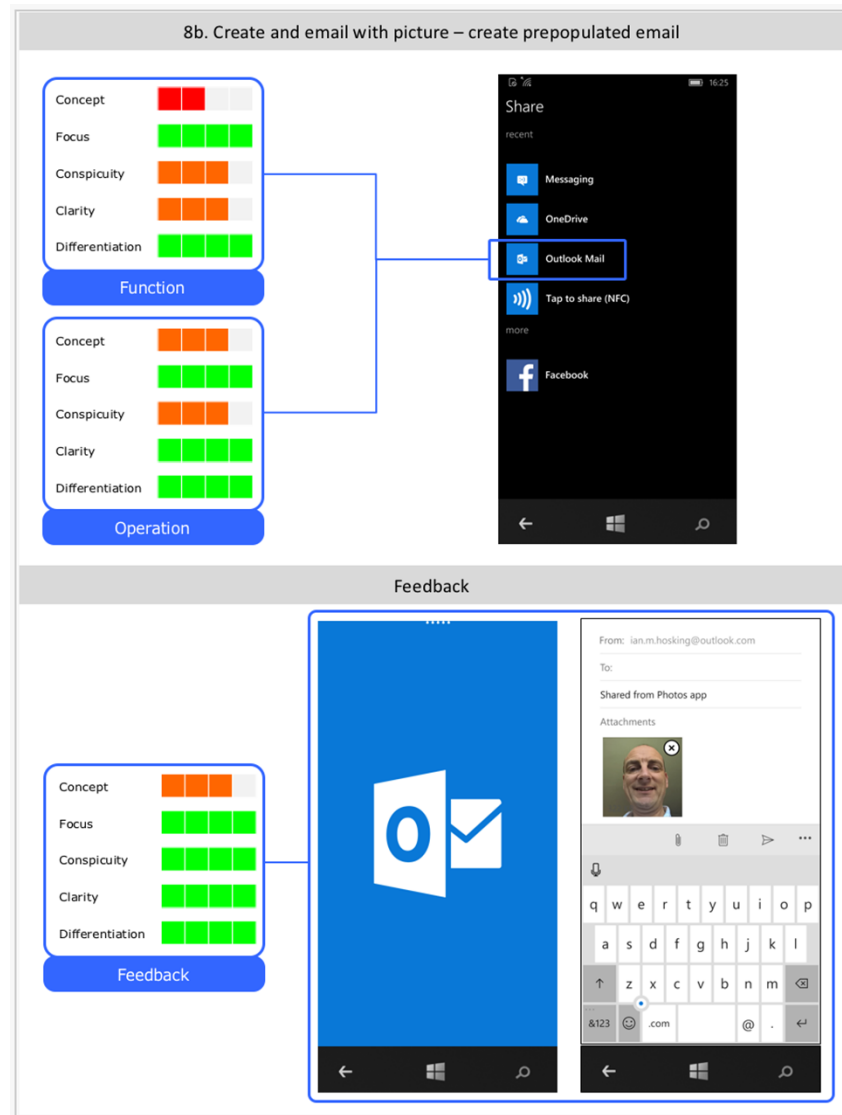 8b. Create and email with picture – create prepopulated email
Concept
Focus
Conspicuity
Clarity
Differentiation
Function
Concept
Focus
Conspicuity
Clarity
Differentiation
Operation
16:25
Share
recent
Messaging
OneDrive
Outlook Mail
Tap to share (NFC)
more
Facebook
Feedback
Concept
Focus
Conspicuity
Clarity
Differentiation
Feedback
From: ian.m.hosking@outlook.com
To:
Shared from Photos app
Attachments
q w e r t y u i o p
a s d f g h j k l
z x c v b n m
&123 .com @ .